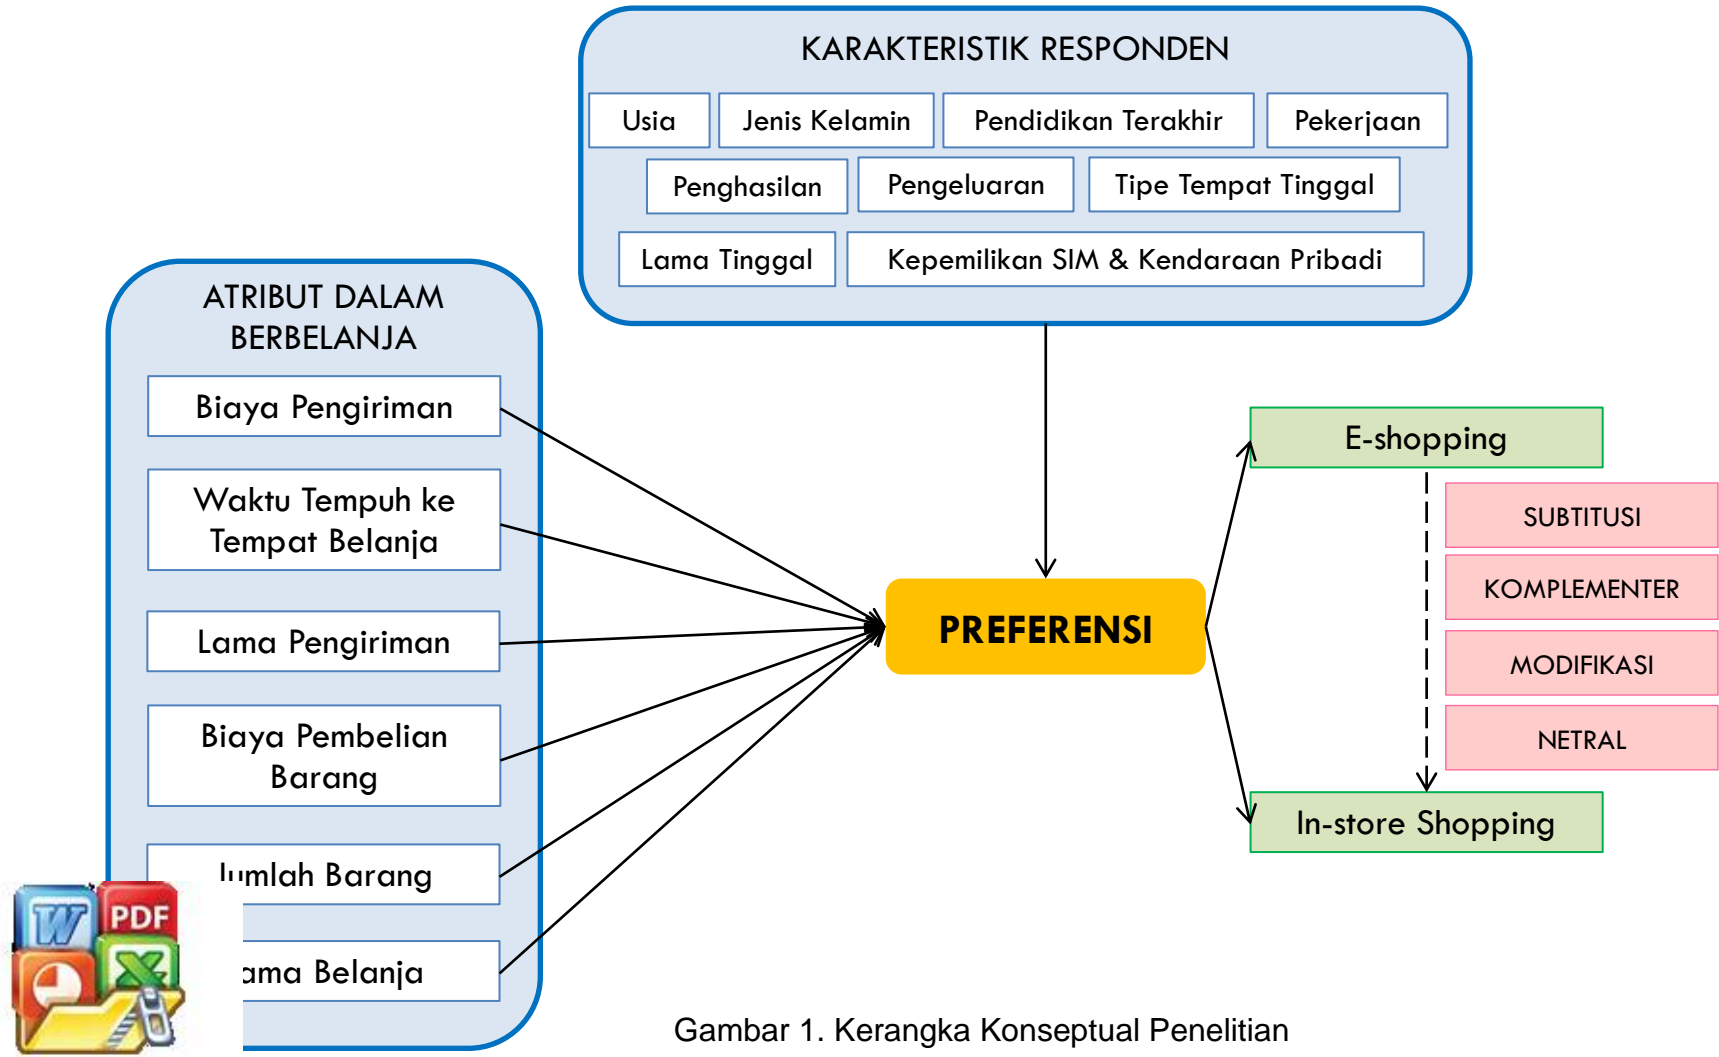 KARAKTERISTIK RESPONDEN
Usia
Jenis Kelamin
Pendidikan Terakhir
Pekerjaan
Penghasilan
Pengeluaran
Tipe Tempat Tinggal
Lama Tinggal
Kepemilikan SIM & Kendaraan Pribadi
ATRIBUT DALAM
BERBELANJA
Biaya Pengiriman
Waktu Tempuh ke
Tempat Belanja
Lama Pengiriman
Biaya Pembelian
Barang
Jumlah Barang
ama Belanja
PREFERENSI
E-shopping
SUBTITUSI
KOMPLEMENTER
MODIFIKASI
NETRAL
In-store Shopping
W
PDF
X
Gambar 1. Kerangka Konseptual Penelitian